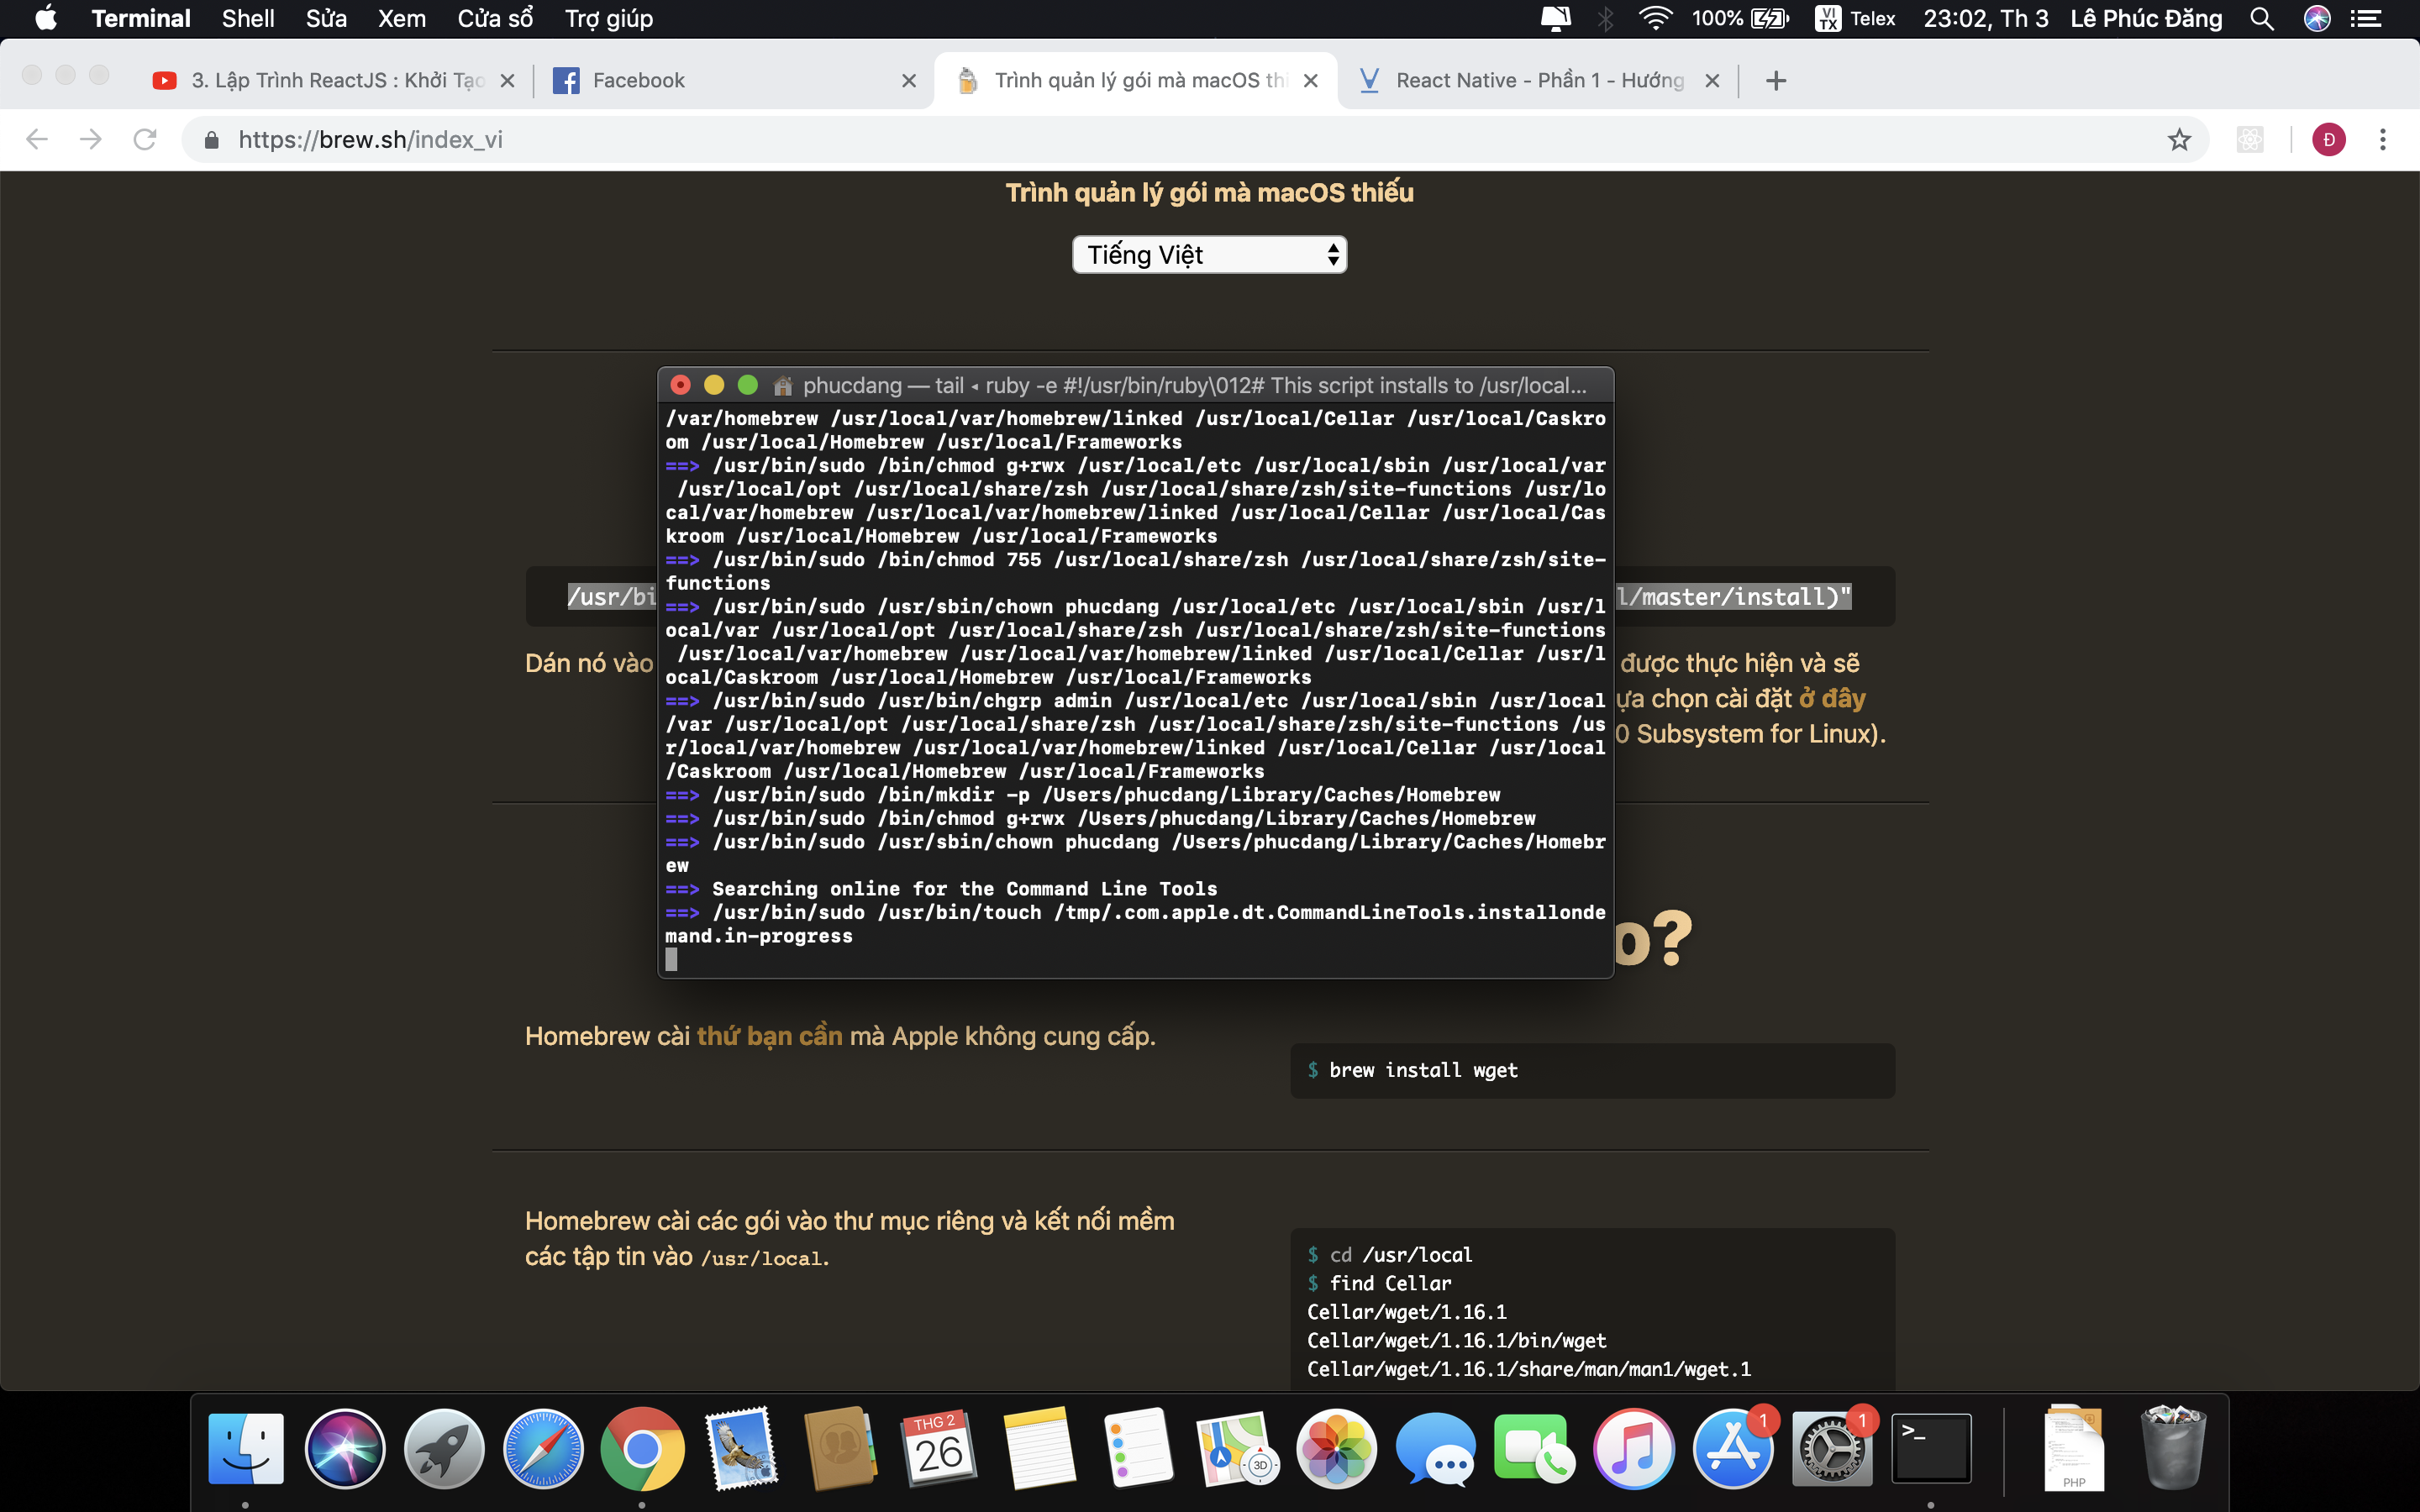 Terminal Shell Sửa Xem Cửa sổ Trợ giúp 100% VI TX Telex 23:02, Th 3 Lê Phúc Đăng
3. Lập Trình ReactJS : Khởi Tạo Facebook Trình quản lý gói mà macOS thi React Native - Phần 1 - Hướng
https://brew.sh/index_vi Đ
Trình quản lý gói mà macOS thiếu
Tiếng Việt
phucdang — tail ◂ ruby -e #!/usr/bin/ruby\012# This script installs to /usr/local...
/var/homebrew /usr/local/var/homebrew/linked /usr/local/Cellar /usr/local/Caskro
om /usr/local/Homebrew /usr/local/Frameworks
==> /usr/bin/sudo /bin/chmod g+rwx /usr/local/etc /usr/local/sbin /usr/local/var
/usr/local/opt /usr/local/share/zsh /usr/local/share/zsh/site-functions /usr/lo
cal/var/homebrew /usr/local/var/homebrew/linked /usr/local/Cellar /usr/local/Cas
kroom /usr/local/Homebrew /usr/local/Frameworks
==> /usr/bin/sudo /bin/chmod 755 /usr/local/share/zsh /usr/local/share/zsh/site-
functions
==> /usr/bin/sudo /usr/sbin/chown phucdang /usr/local/etc /usr/local/sbin /usr/l
ocal/var /usr/local/opt /usr/local/share/zsh /usr/local/share/zsh/site-functions
/usr/local/var/homebrew /usr/local/var/homebrew/linked /usr/local/Cellar /usr/l
ocal/Caskroom /usr/local/Homebrew /usr/local/Frameworks
==> /usr/bin/sudo /usr/bin/chgrp admin /usr/local/etc /usr/local/sbin /usr/local
/var /usr/local/opt /usr/local/share/zsh /usr/local/share/zsh/site-functions /us
r/local/var/homebrew /usr/local/var/homebrew/linked /usr/local/Cellar /usr/local
/Caskroom /usr/local/Homebrew /usr/local/Frameworks
==> /usr/bin/sudo /bin/mkdir -p /Users/phucdang/Library/Caches/Homebrew
==> /usr/bin/sudo /bin/chmod g+rwx /Users/phucdang/Library/Caches/Homebrew
==> /usr/bin/sudo /usr/sbin/chown phucdang /Users/phucdang/Library/Caches/Homebr
ew
==> Searching online for the Command Line Tools
==> /usr/bin/sudo /usr/bin/touch /tmp/.com.apple.dt.CommandLineTools.installonde
mand.in-progress
/usr/bi l/master/install)"
Dán nó vào được thực hiện và sẽ
ựa chọn cài đặt ở đây
0 Subsystem for Linux).
o?
Homebrew cài thứ bạn cần mà Apple không cung cấp.
$ brew install wget
Homebrew cài các gói vào thư mục riêng và kết nối mềm
các tập tin vào /usr/local.
$ cd /usr/local
$ find Cellar
Cellar/wget/1.16.1
Cellar/wget/1.16.1/bin/wget
Cellar/wget/1.16.1/share/man/man1/wget.1
THG 2
26
3D
1
1
>_
PHP